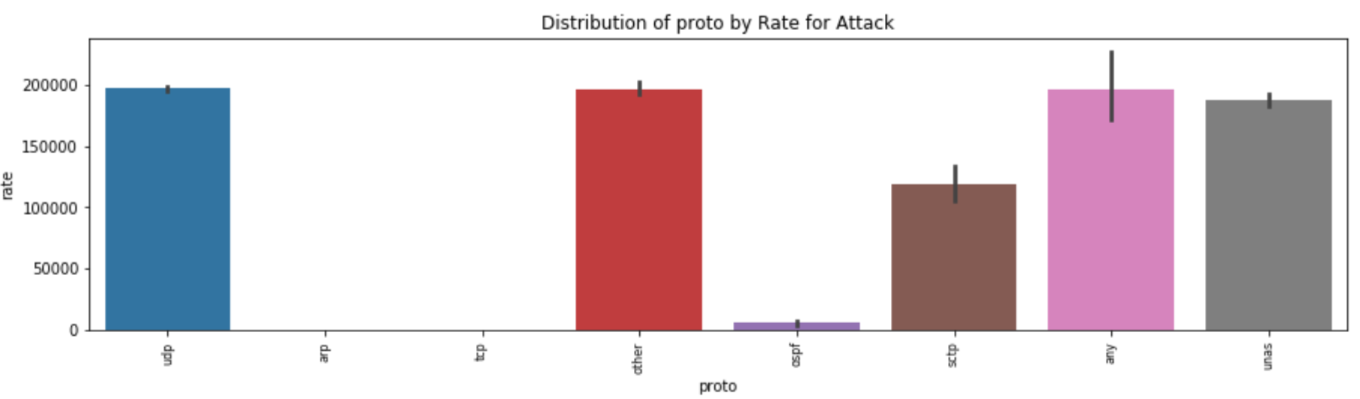 Distribution of proto by Rate for Attack
200000
150000
100000
50000
0
rate
udp
arp
tcp
other
ospf
sctp
any
unas
proto